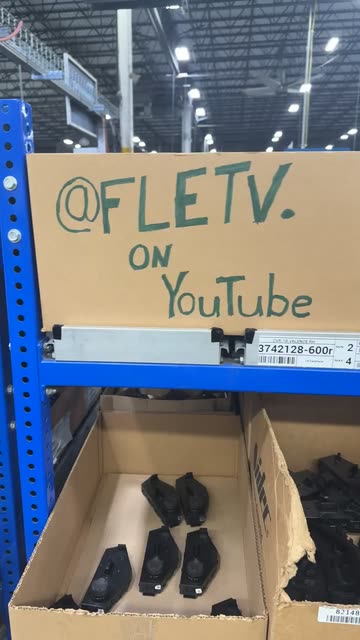 @FLETV.
ON
YouTube
3742128-600r
2
4